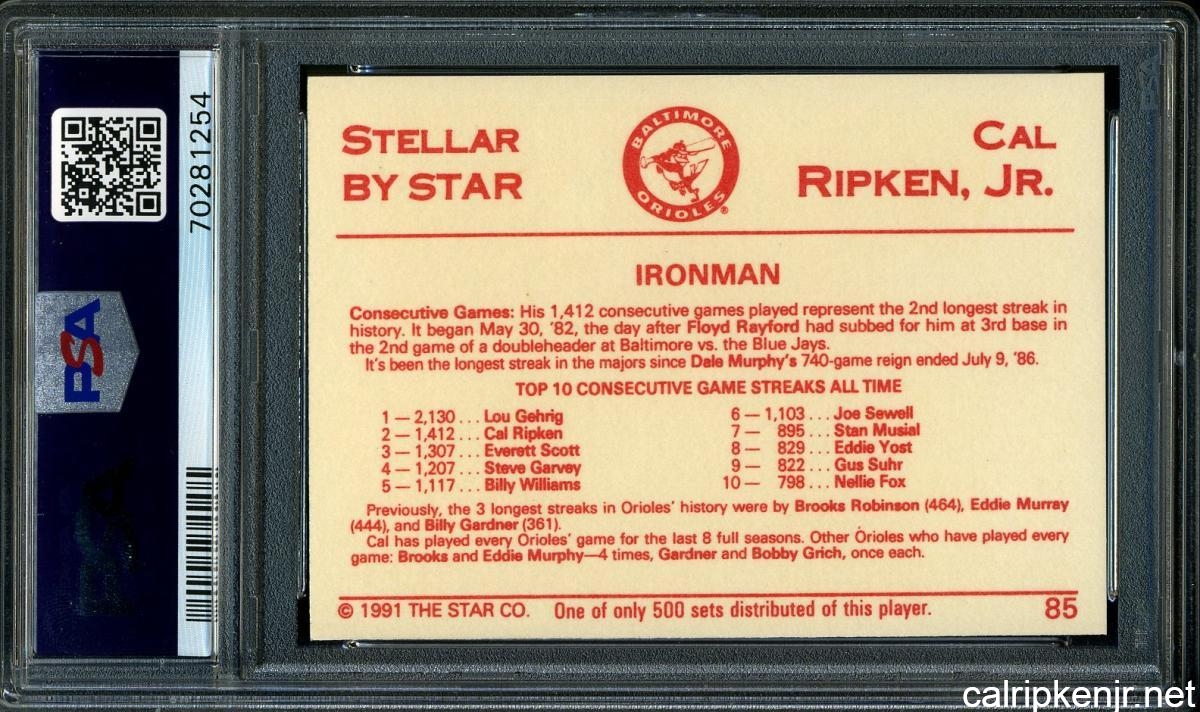 70281254
PSA
STELLAR
BY STAR
BALTIMORE
ORIOLES
®
CAL
RIPKEN, JR.
IRONMAN
Consecutive Games: His 1,412 consecutive games played represent the 2nd longest streak in
history. It began May 30, '82, the day after Floyd Rayford had subbed for him at 3rd base in
the 2nd game of a doubleheader at Baltimore vs. the Blue Jays.
It's been the longest streak in the majors since Dale Murphy's 740-game reign ended July 9, '86.
TOP 10 CONSECUTIVE GAME STREAKS ALL TIME
1 — 2,130 . . . Lou Gehrig
2 — 1,412 . . . Cal Ripken
3 — 1,307 . . . Everett Scott
4 — 1,207 . . . Steve Garvey
5 — 1,117 . . . Billy Williams
6 — 1,103 . . . Joe Sewell
7 — 895 . . . Stan Musial
8 — 829 . . . Eddie Yost
9 — 822 . . . Gus Suhr
10 — 798 . . . Nellie Fox
Previously, the 3 longest streaks in Orioles' history were by Brooks Robinson (464), Eddie Murray
(444), and Billy Gardner (361).
Cal has played every Orioles' game for the last 8 full seasons. Other Orioles who have played every
game: Brooks and Eddie Murphy—4 times, Gardner and Bobby Grich, once each.
© 1991 THE STAR CO. One of only 500 sets distributed of this player. 85
calripkenjr.net